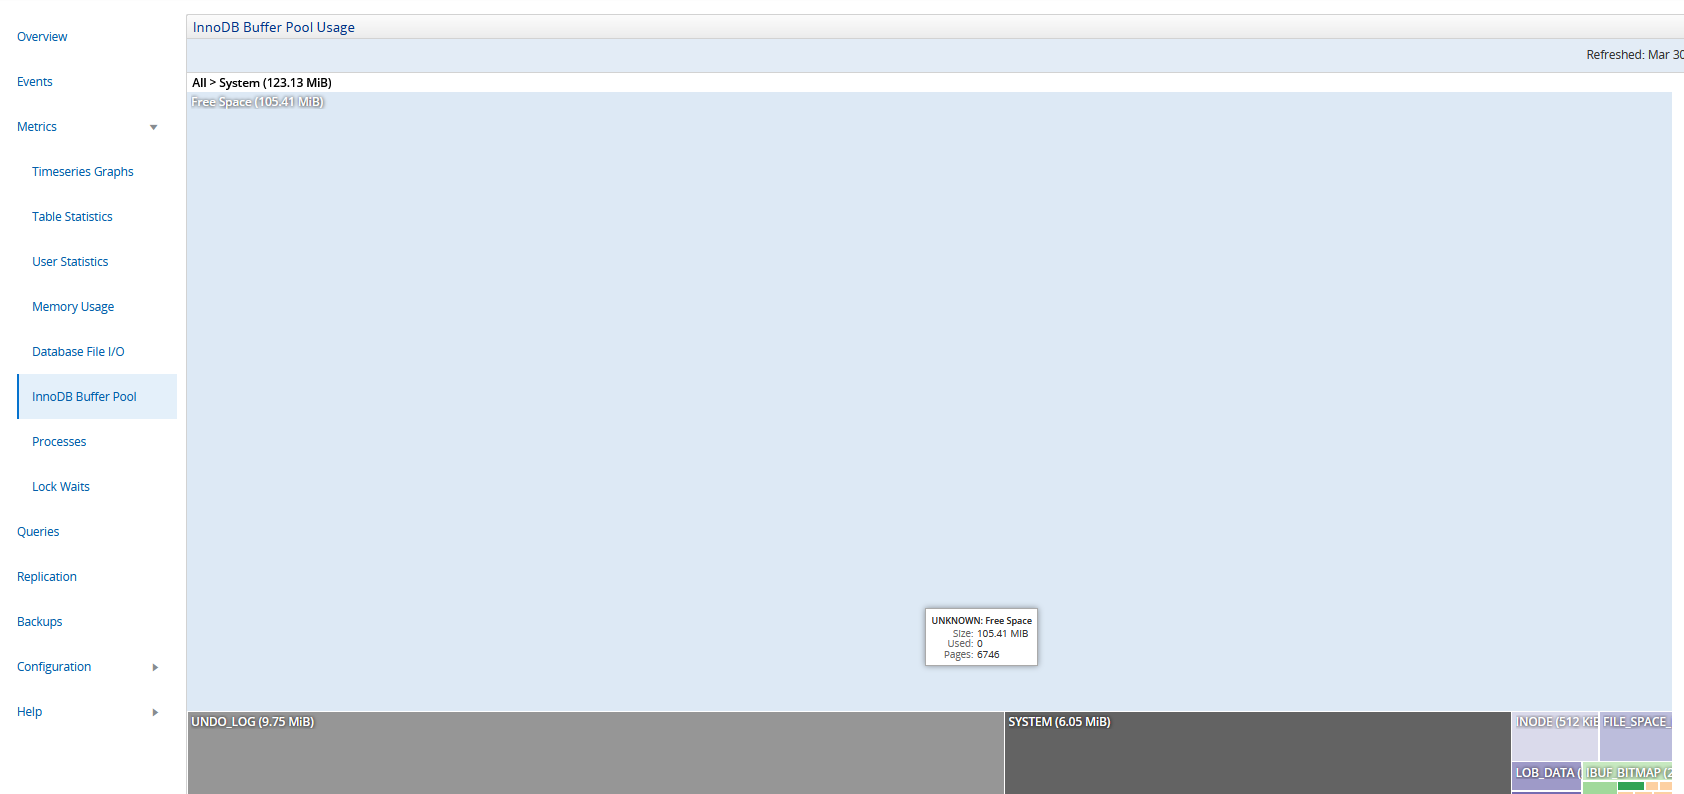 Overview
Events
Metrics
Timeseries Graphs
Table Statistics
User Statistics
Memory Usage
Database File I/O
InnoDB Buffer Pool
Processes
Lock Waits
Queries
Replication
Backups
Configuration
Help
InnoDB Buffer Pool Usage
Refreshed: Mar 30
All > System (123.13 MiB)
Free Space (105.41 MiB)
UNKNOWN: Free Space
Size: 105.41 MIB
Used: 0
Pages: 6746
UNDO_LOG (9.75 MiB)
SYSTEM (6.05 MiB)
INODE (512 KiB
FILE_SPACE_
LOB_DATA (
IBUF_BITMAP (2